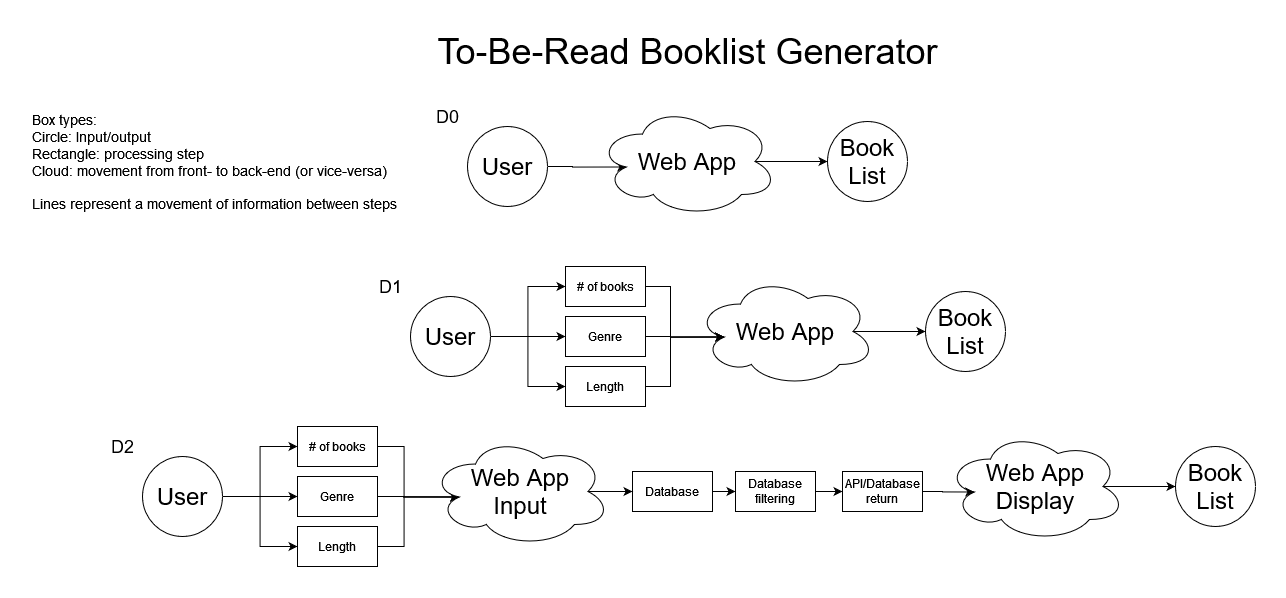 To-Be-Read Booklist Generator
Box types:
Circle: Input/output
Rectangle: processing step
Cloud: movement from front- to back-end (or vice-versa)
Lines represent a movement of information between steps
D0
User
Web App
Book
List
D1
User
# of books
Genre
Length
Web App
Book
List
D2
User
# of books
Genre
Length
Web App
Input
Database
Database
filtering
API/Database
return
Web App
Display
Book
List